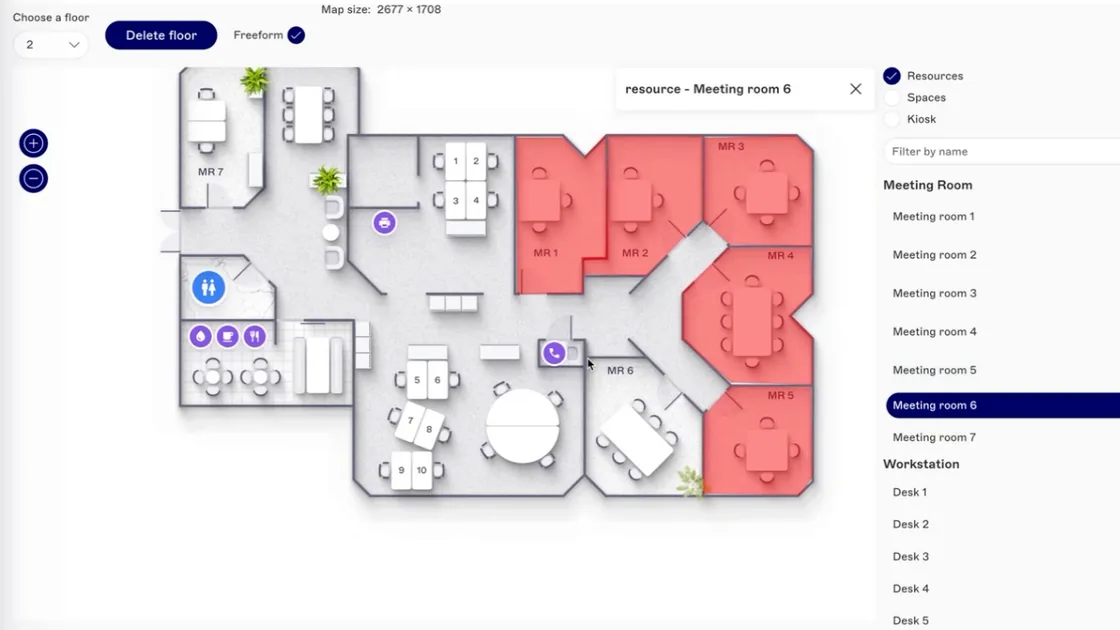 Map size: 2677 × 1708
Choose a floor
2
Delete floor
Freeform
resource - Meeting room 6
Resources
Spaces
Kiosk
Filter by name
Meeting Room
Meeting room 1
Meeting room 2
Meeting room 3
Meeting room 4
Meeting room 5
Meeting room 6
Meeting room 7
Workstation
Desk 1
Desk 2
Desk 3
Desk 4
Desk 5
MR 7
1 2
3 4
MR 1
MR 2
MR 3
MR 4
MR 5
MR 6
5 6
7 8
9 10